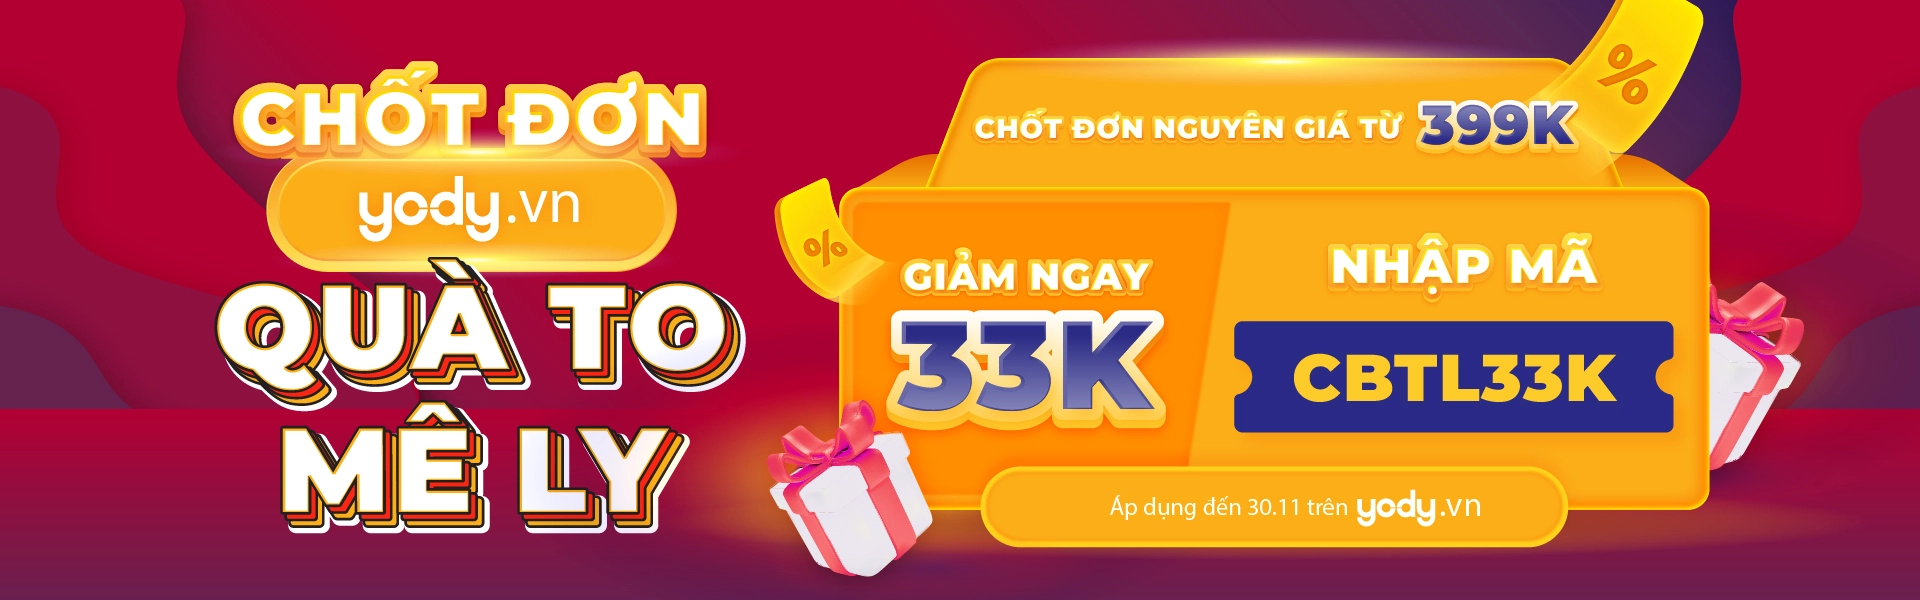 CHỐT ĐƠN
yody.vn
QUÀ TO
MÊ LY
CHỐT ĐƠN NGUYÊN GIÁ TỪ 399K
%
%
GIẢM NGAY
33K
NHẬP MÃ
CBTL33K
Áp dụng đến 30.11 trên yody.vn